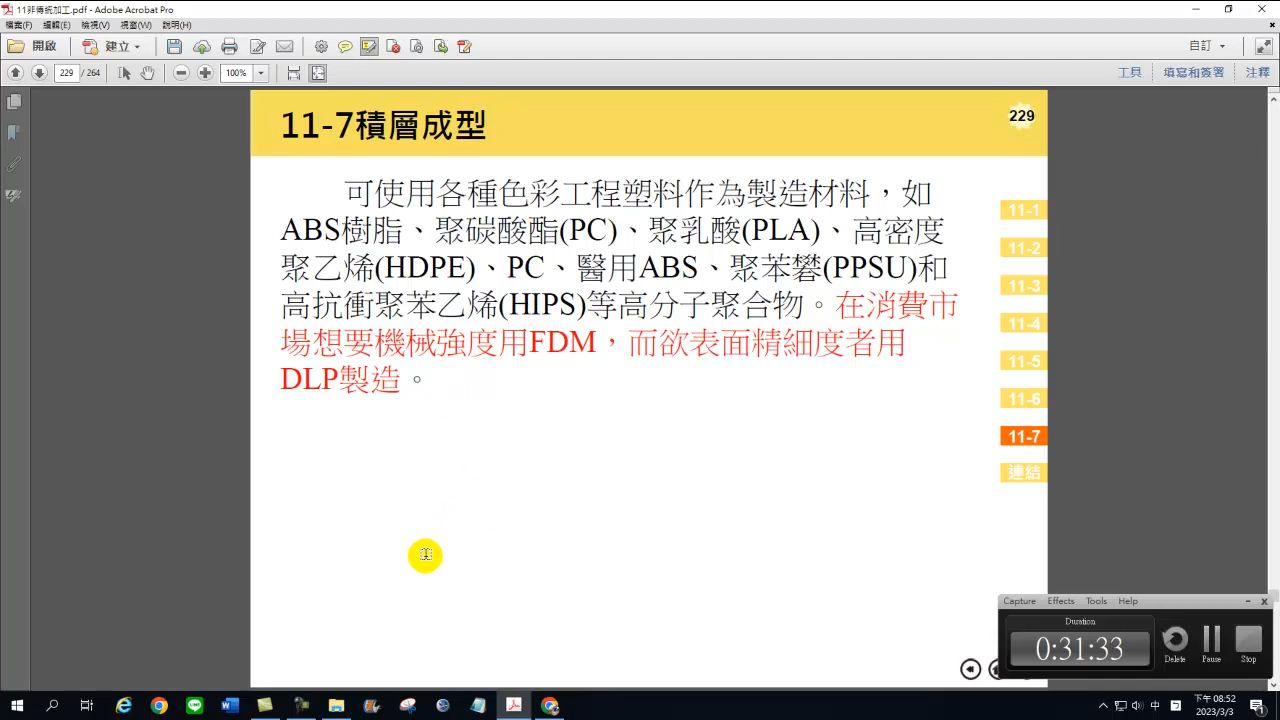 11非傳統加工.pdf - Adobe Acrobat Pro
檔案(F) 編輯(E) 檢視(V) 視窗(W) 說明(H)
開啟 建立 自訂
229 / 264 100% 工具 填寫和簽署 注釋
11-7積層成型
229
可使用各種色彩工程塑料作為製造材料，如
ABS樹脂、聚碳酸酯(PC)、聚乳酸(PLA)、高密度
聚乙烯(HDPE)、PC、醫用ABS、聚苯礬(PPSU)和
高抗衝聚苯乙烯(HIPS)等高分子聚合物。在消費市
場想要機械強度用FDM，而欲表面精細度者用
DLP製造。
11-1
11-2
11-3
11-4
11-5
11-6
11-7
連結
Capture Effects Tools Help
Duration
0:31:33
Delete Pause Stop
中
下午 08:52
2023/3/3